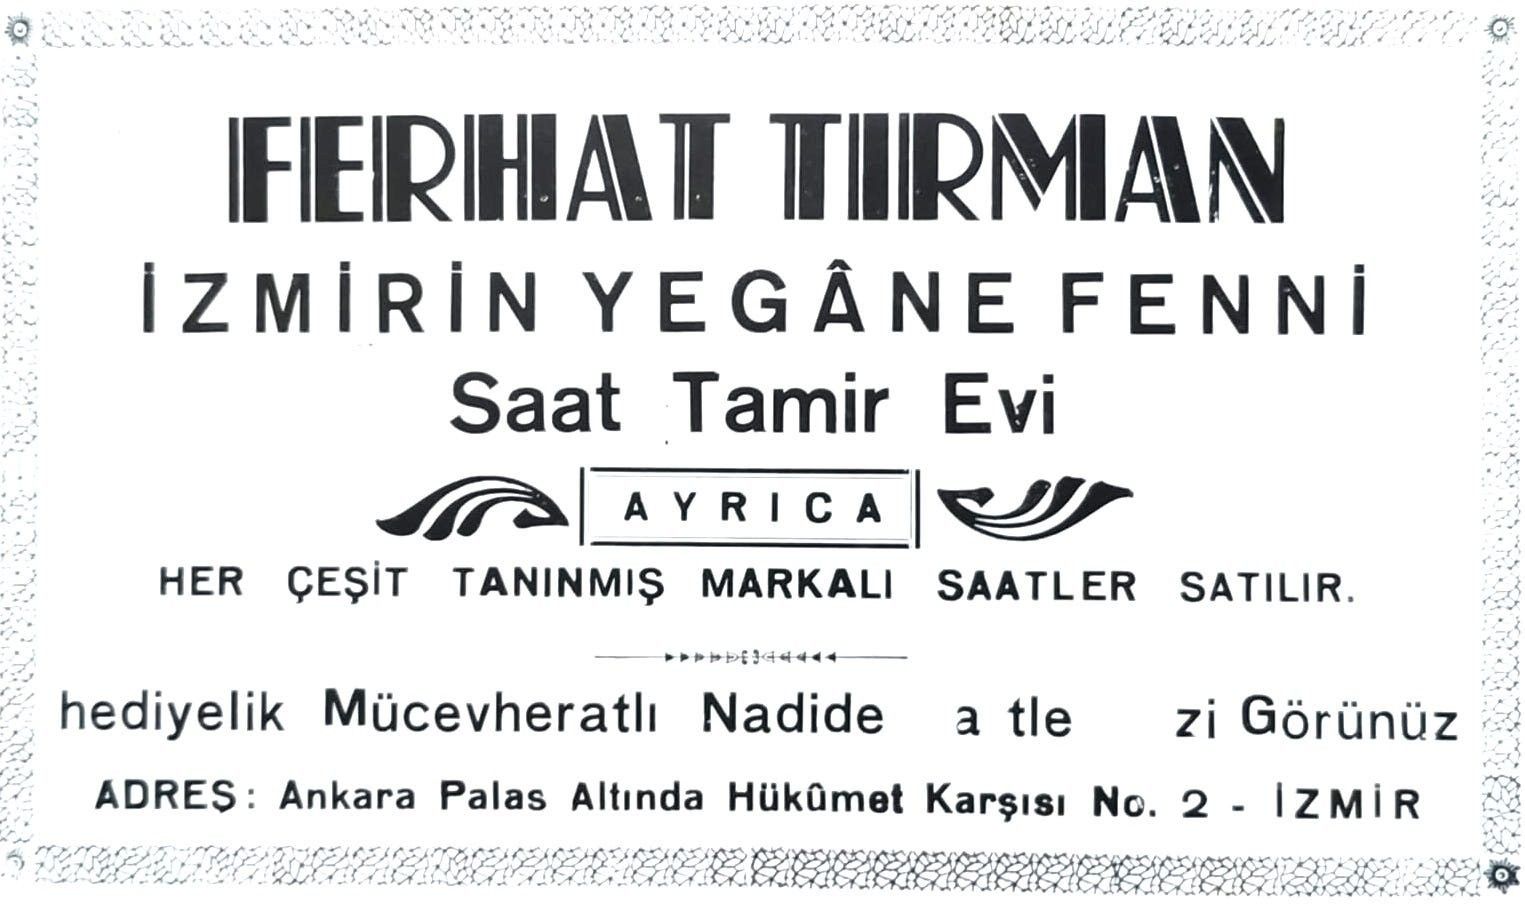 FERHAT TIRMAN
İZMİRİN YEGÂNE FENNİ
Saat Tamir Evi
AYRICA
HER ÇEŞİT TANINMIŞ MARKALI SAATLER SATILIR.
hediyelik Mücevheratlı Nadide a tle zi Görünüz
ADREŞ: Ankara Palas Altında Hükûmet Karşısı No. 2 - İZMİR